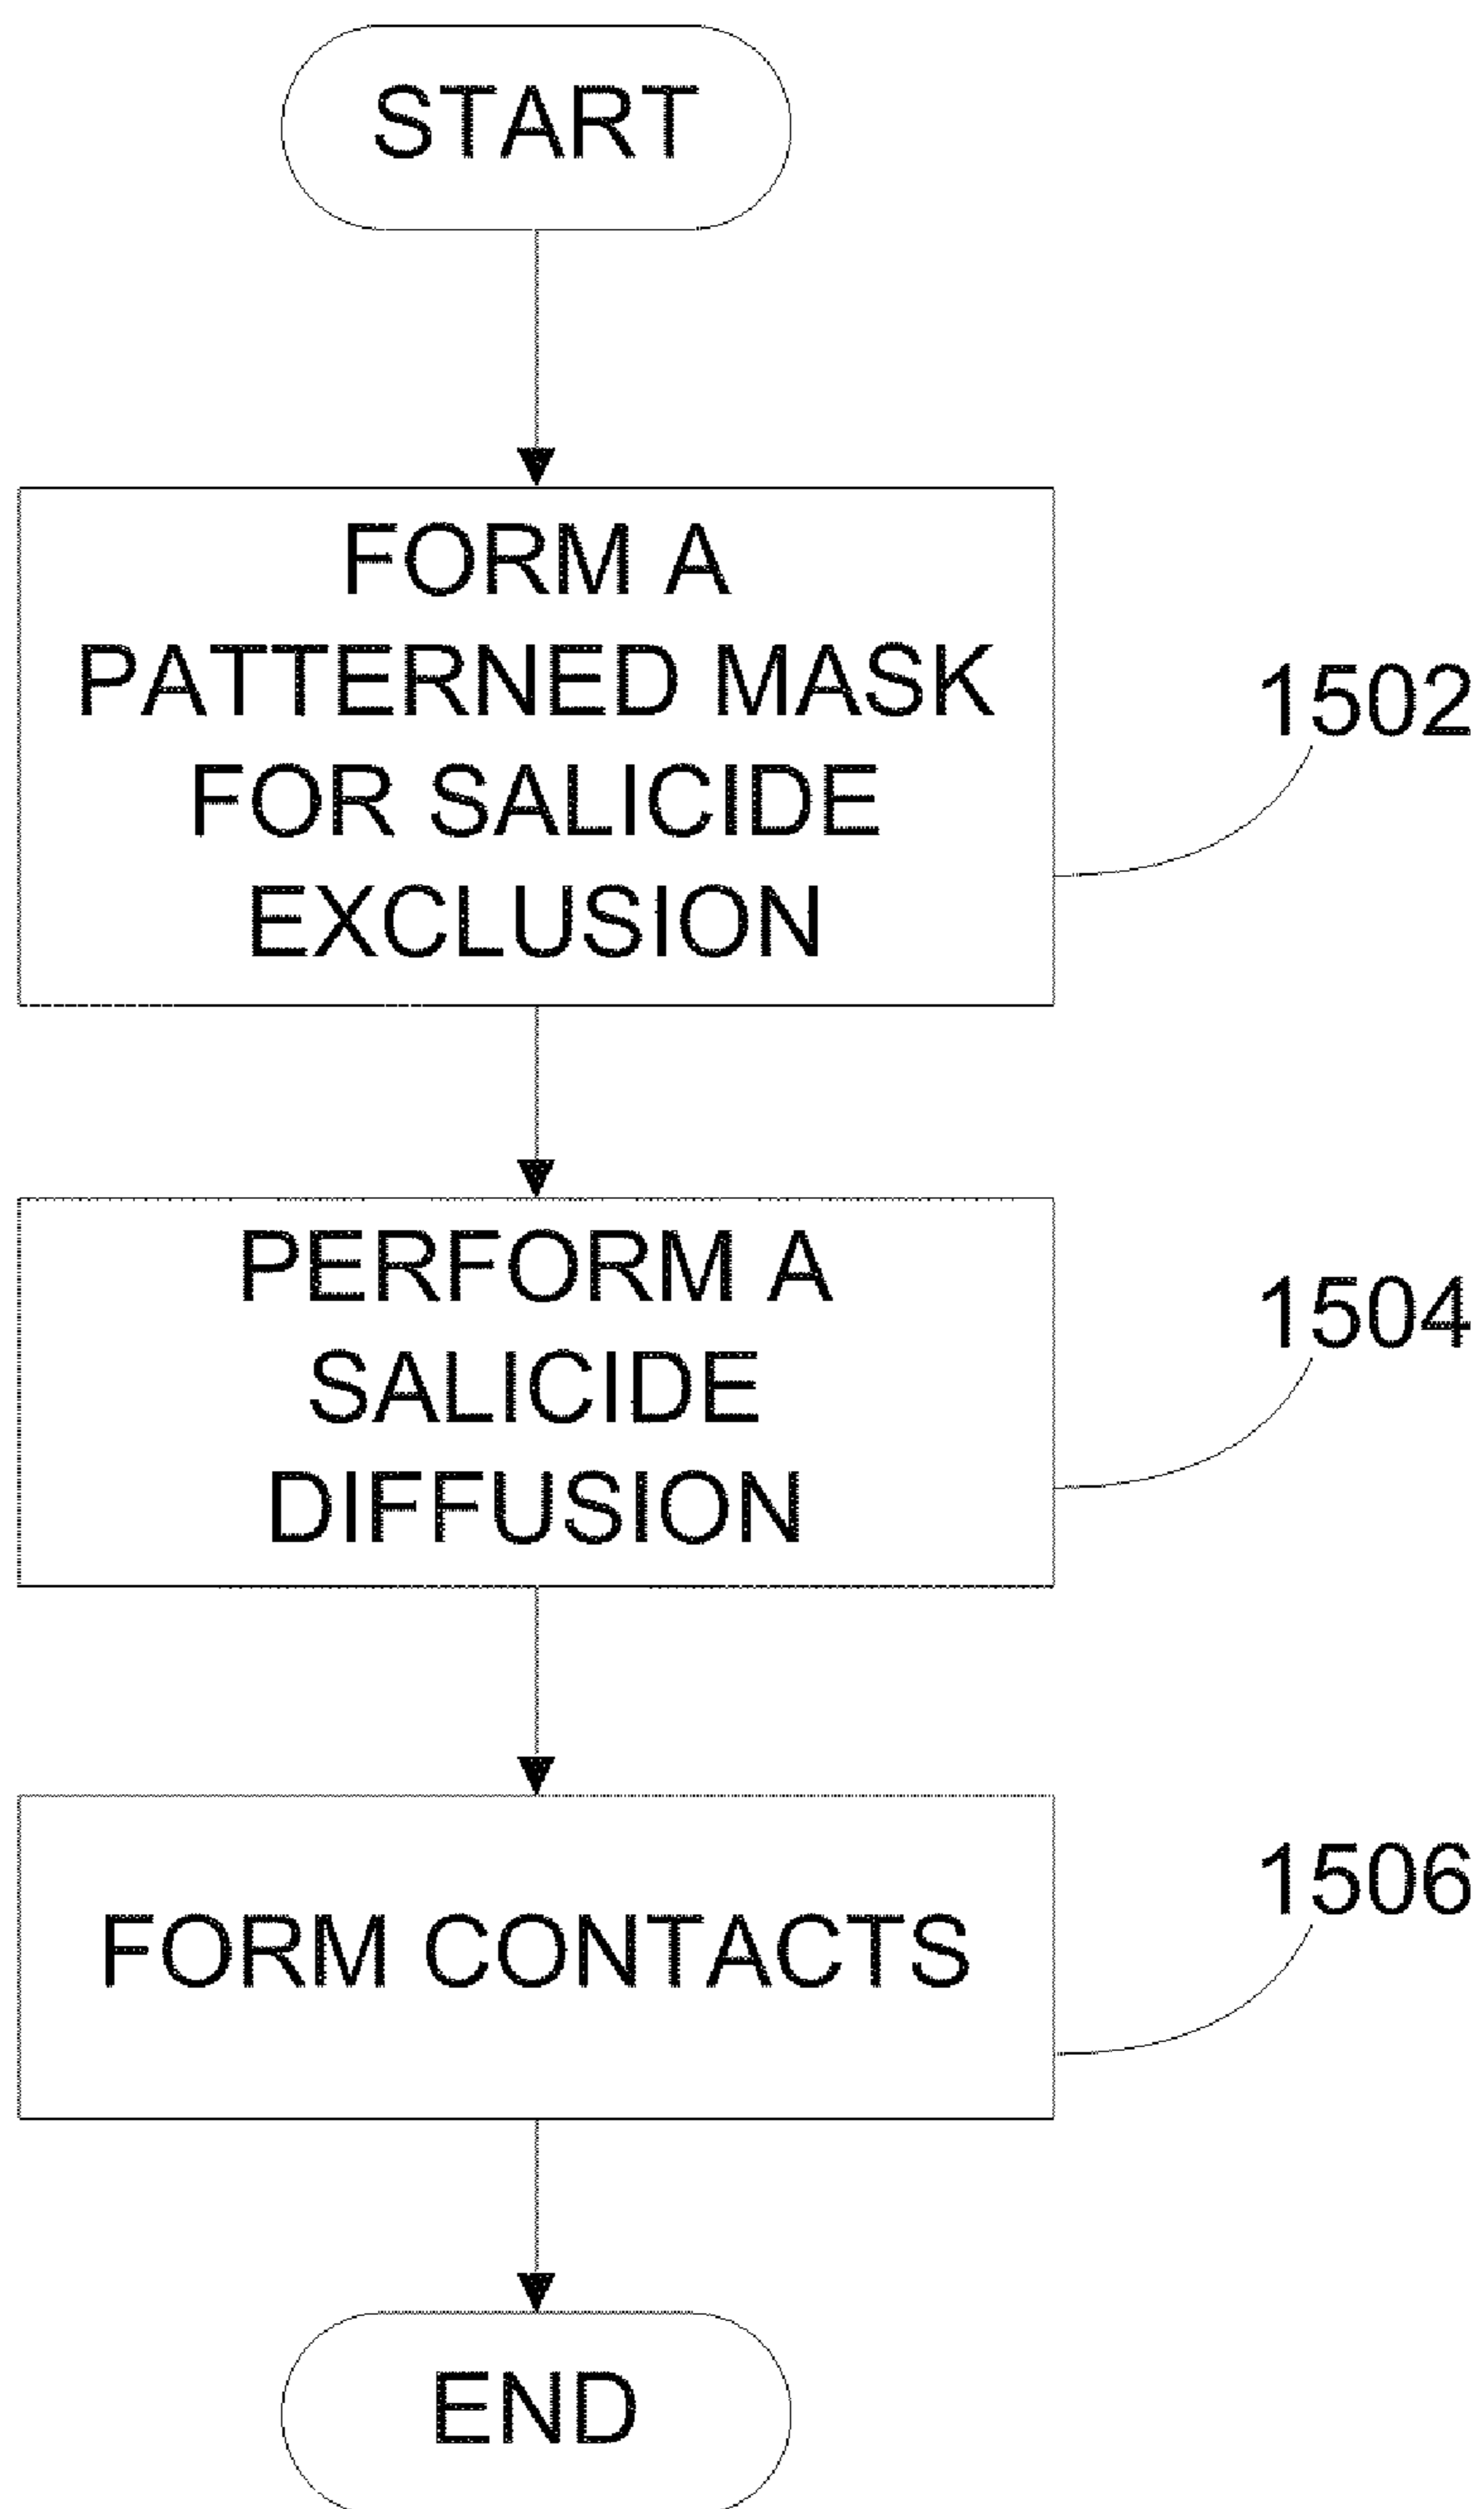 START
FORM A
PATTERNED MASK
FOR SALICIDE
EXCLUSION
1502
PERFORM A
SALICIDE
DIFFUSION
1504
FORM CONTACTS
1506
END